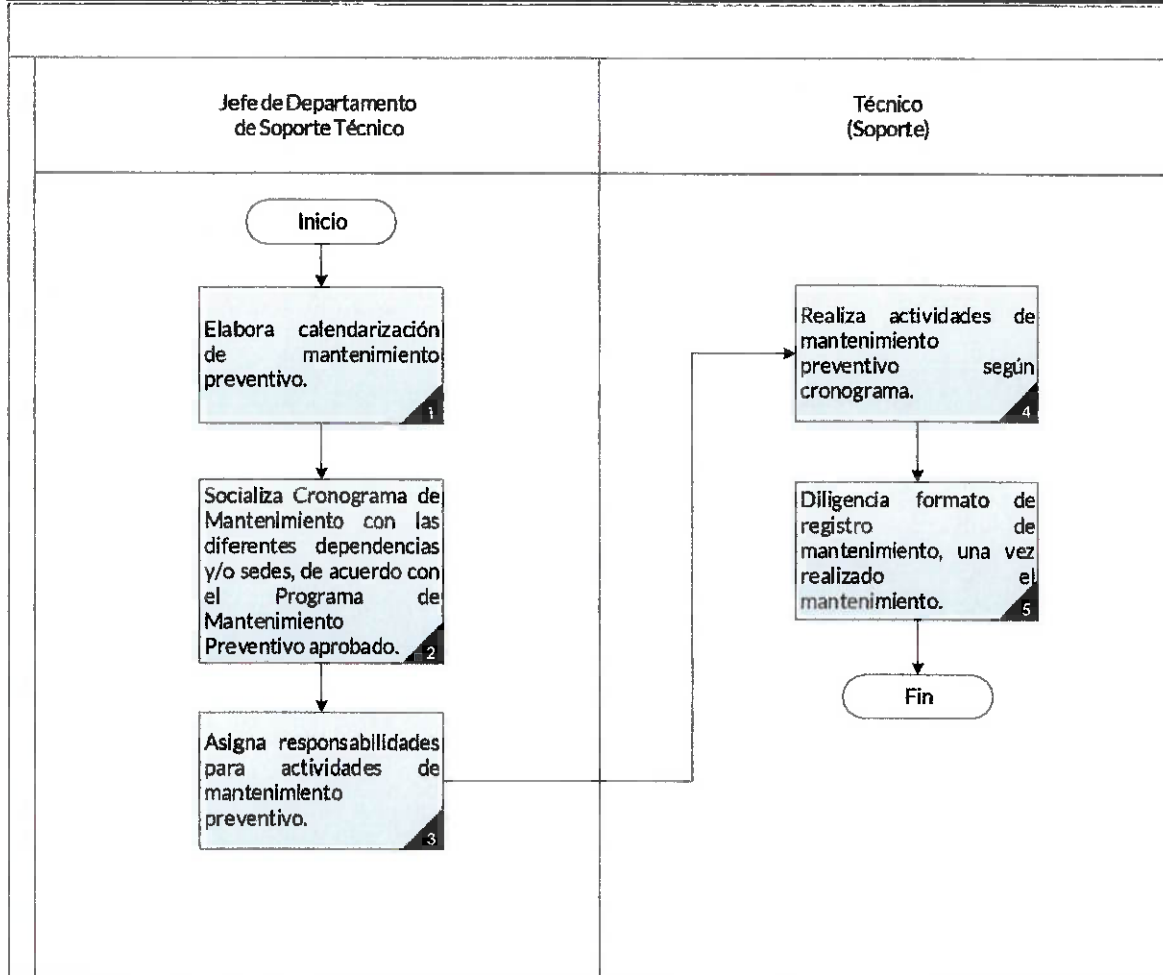 Jefe de Departamento
de Soporte Técnico
Técnico
(Soporte)
Inicio
Elabora calendarización
de mantenimiento
preventivo.
1
Socializa Cronograma de
Mantenimiento con las
diferentes dependencias
y/o sedes, de acuerdo con
el Programa de
Mantenimiento
Preventivo aprobado.
2
Asigna responsabilidades
para actividades de
mantenimiento
preventivo.
3
Realiza actividades de
mantenimiento
preventivo según
cronograma.
4
Diligencia formato de
registro de
mantenimiento, una vez
realizado el
mantenimiento.
5
Fin